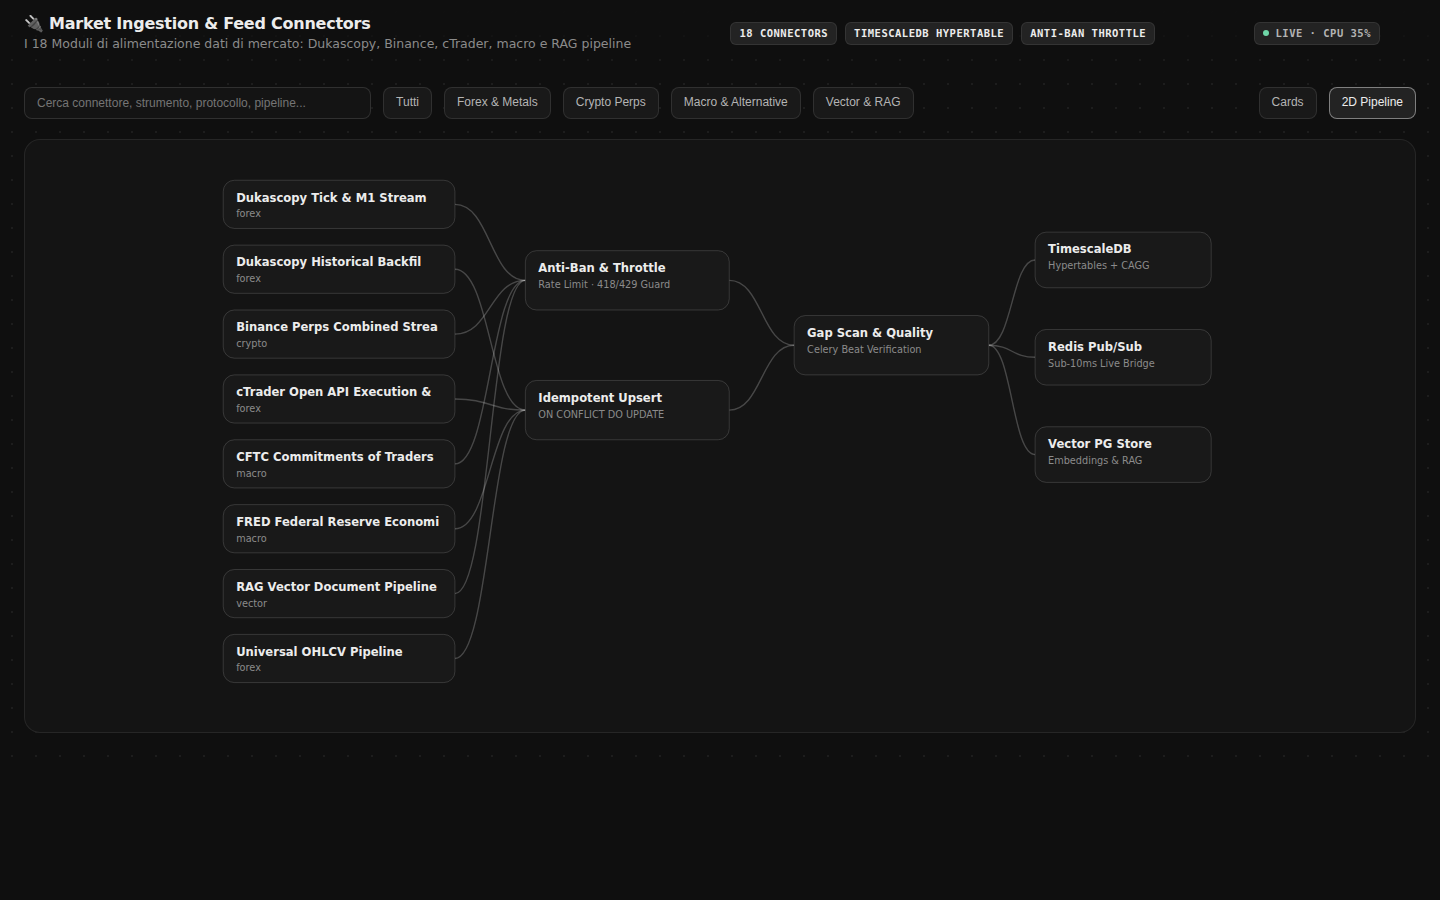 Market Ingestion & Feed Connectors
I 18 Moduli di alimentazione dati di mercato: Dukascopy, Binance, cTrader, macro e RAG pipeline
18 CONNECTORS
TIMESCALEDB HYPERTABLE
ANTI-BAN THROTTLE
LIVE · CPU 35%
Cerca connettore, strumento, protocollo, pipeline...
Tutti
Forex & Metals
Crypto Perps
Macro & Alternative
Vector & RAG
Cards
2D Pipeline
Dukascopy Tick & M1 Stream
forex
Dukascopy Historical Backfil
forex
Binance Perps Combined Strea
crypto
cTrader Open API Execution &
forex
CFTC Commitments of Traders
macro
FRED Federal Reserve Economi
macro
RAG Vector Document Pipeline
vector
Universal OHLCV Pipeline
forex
Anti-Ban & Throttle
Rate Limit · 418/429 Guard
Idempotent Upsert
ON CONFLICT DO UPDATE
Gap Scan & Quality
Celery Beat Verification
TimescaleDB
Hypertables + CAGG
Redis Pub/Sub
Sub-10ms Live Bridge
Vector PG Store
Embeddings & RAG